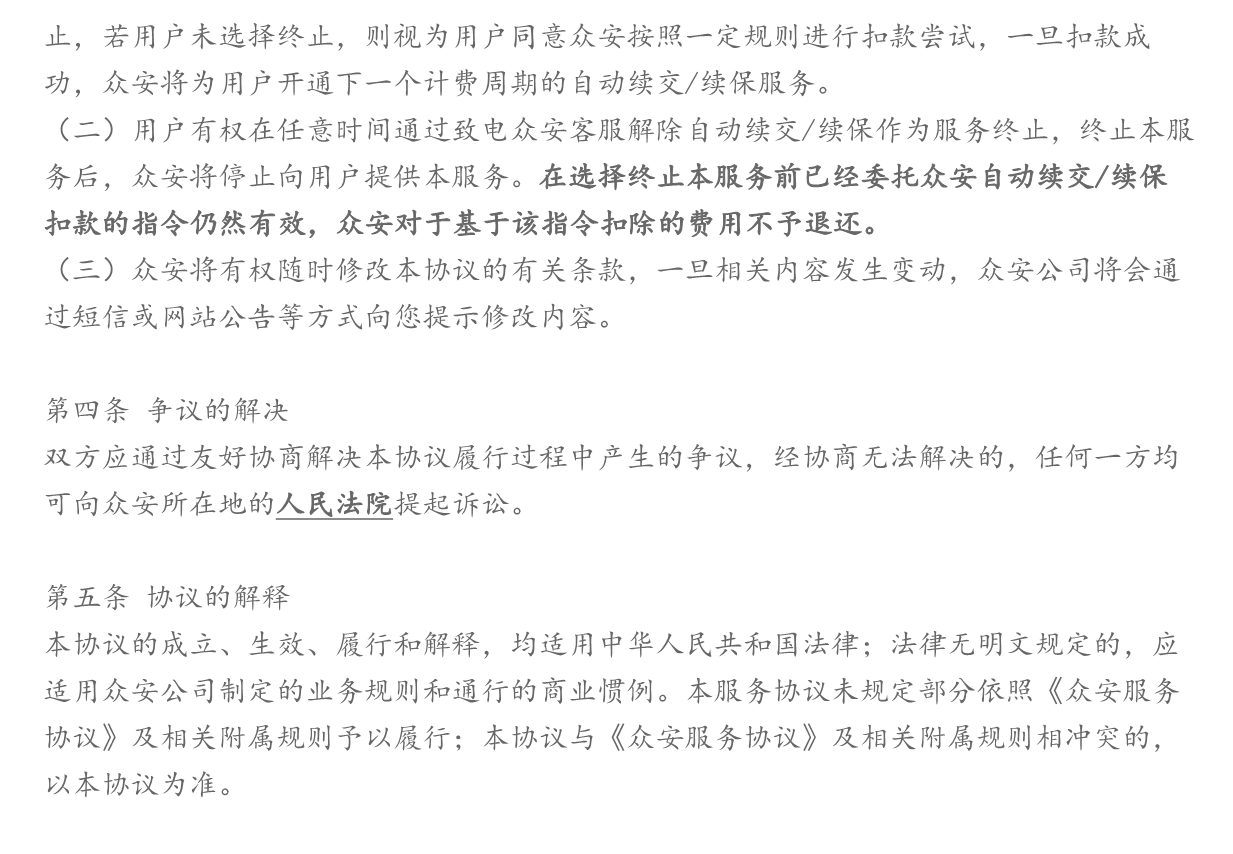 止，若用户未选择终止，则视为用户同意众安按照一定规则进行扣款尝试，一旦扣款成
功，众安将为用户开通下一个计费周期的自动续交/续保服务。
（二）用户有权在任意时间通过致电众安客服解除自动续交/续保作为服务终止，终止本服
务后，众安将停止向用户提供本服务。在选择终止本服务前已经委托众安自动续交/续保
扣款的指令仍然有效，众安对于基于该指令扣除的费用不予退还。
（三）众安将有权随时修改本协议的有关条款，一旦相关内容发生变动，众安公司将会通
过短信或网站公告等方式向您提示修改内容。
第四条 争议的解决
双方应通过友好协商解决本协议履行过程中产生的争议，经协商无法解决的，任何一方均
可向众安所在地的人民法院提起诉讼。
第五条 协议的解释
本协议的成立、生效、履行和解释，均适用中华人民共和国法律；法律无明文规定的，应
适用众安公司制定的业务规则和通行的商业惯例。本服务协议未规定部分依照《众安服务
协议》及相关附属规则予以履行；本协议与《众安服务协议》及相关附属规则相冲突的，
以本协议为准。